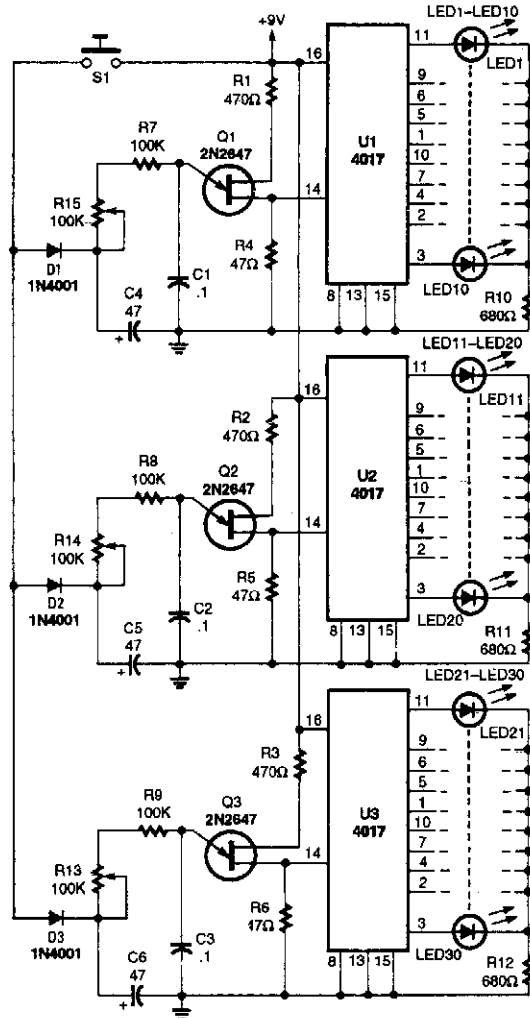 LED1–LED10
+9V
S1
16
11
LED1
R1
470Ω
9
6
5
1
10
7
4
2
3
R7
100K
Q1
2N2647
U1
4017
14
R15
100K
R4
47Ω
D1
1N4001
C1
.1
C4
47
+
8
13
15
LED10
R10
680Ω
LED11–LED20
16
11
LED11
R2
470Ω
9
6
5
1
10
7
4
2
3
R8
100K
Q2
2N2647
U2
4017
14
R14
100K
R5
47Ω
D2
1N4001
C2
.1
C5
47
+
8
13
15
LED20
R11
680Ω
LED21–LED30
16
11
LED21
R3
470Ω
9
6
5
1
10
7
4
2
3
R9
100K
Q3
2N2647
U3
4017
14
R13
100K
R6
47Ω
D3
1N4001
C3
.1
C6
47
+
8
13
15
LED30
R12
680Ω